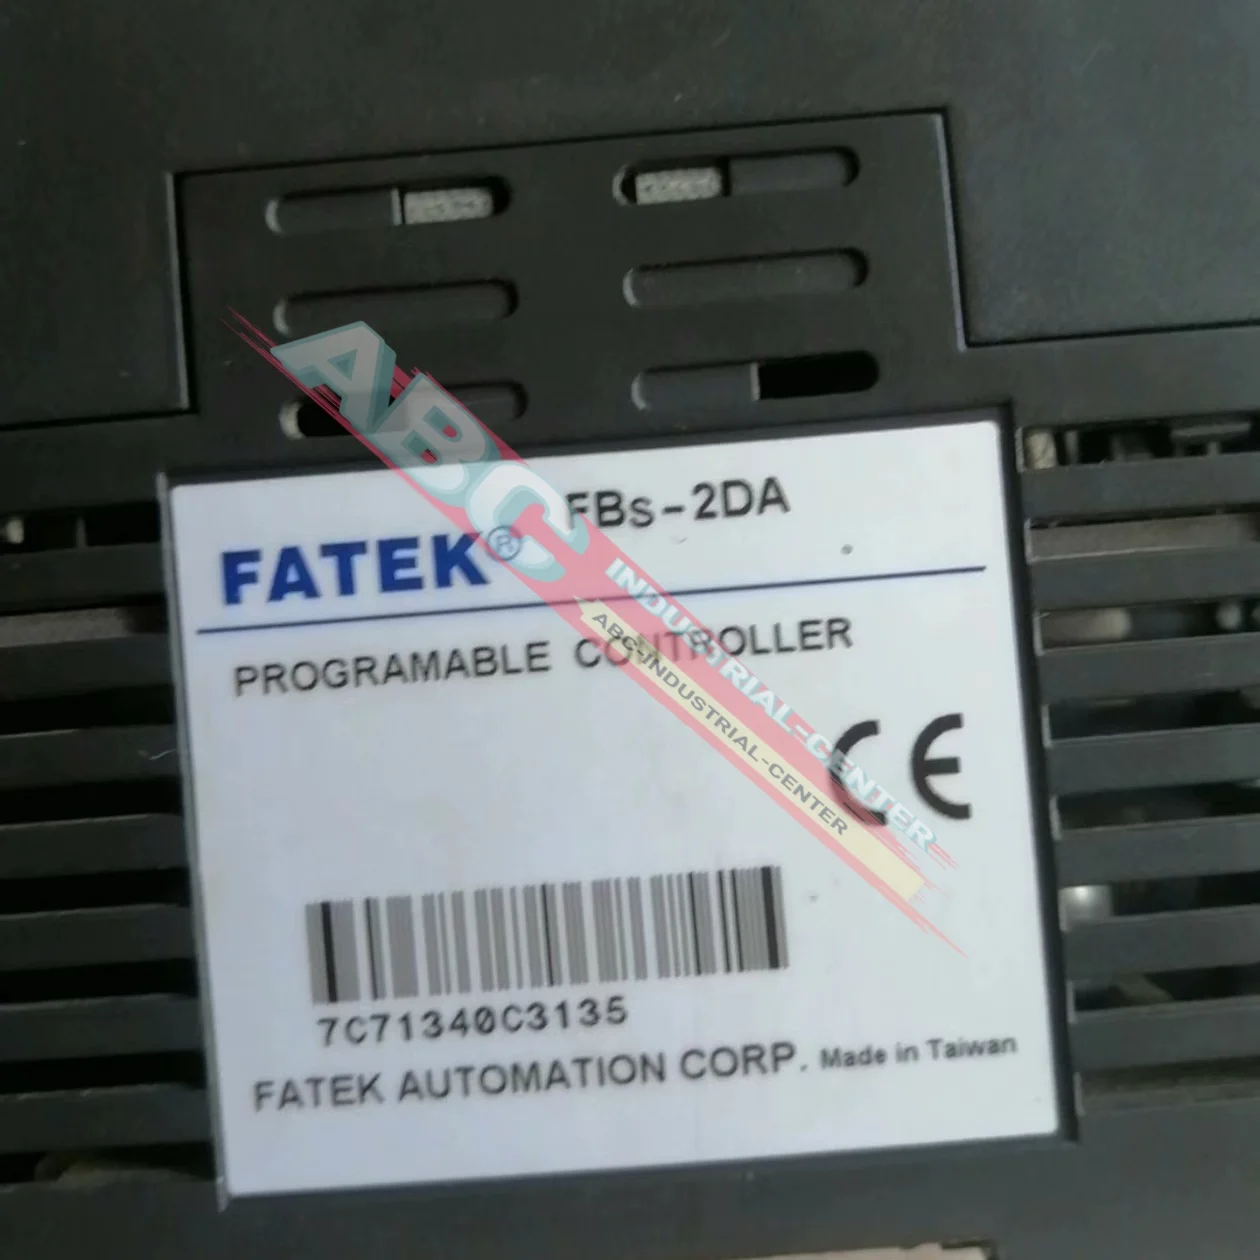 FBs-2DA
FATEK®
PROGRAMABLE CONTROLLER
CE
7C71340C3135
FATEK AUTOMATION CORP. Made in Taiwan
ABC
INDUSTRIAL-CENTER
ABC-INDUSTRIAL-CENTER